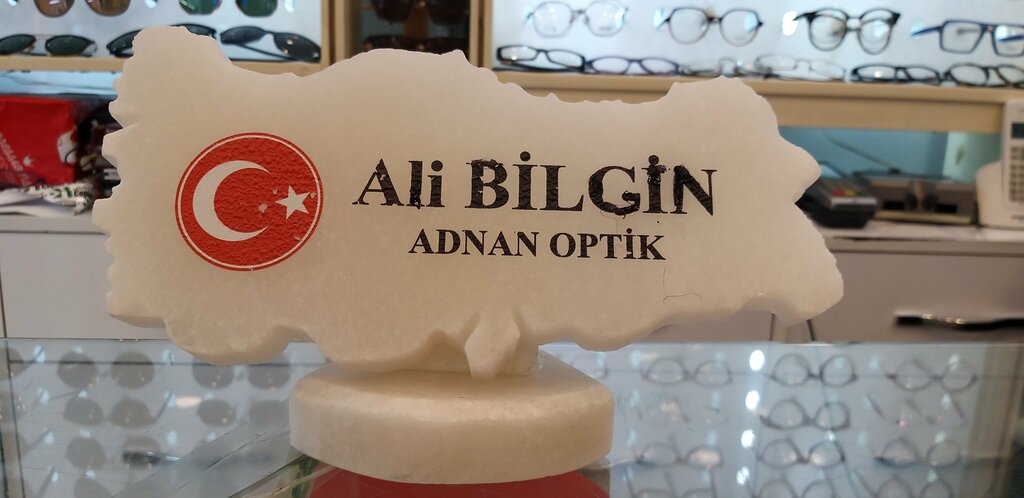 Ali BİLGİN
ADNAN OPTİK